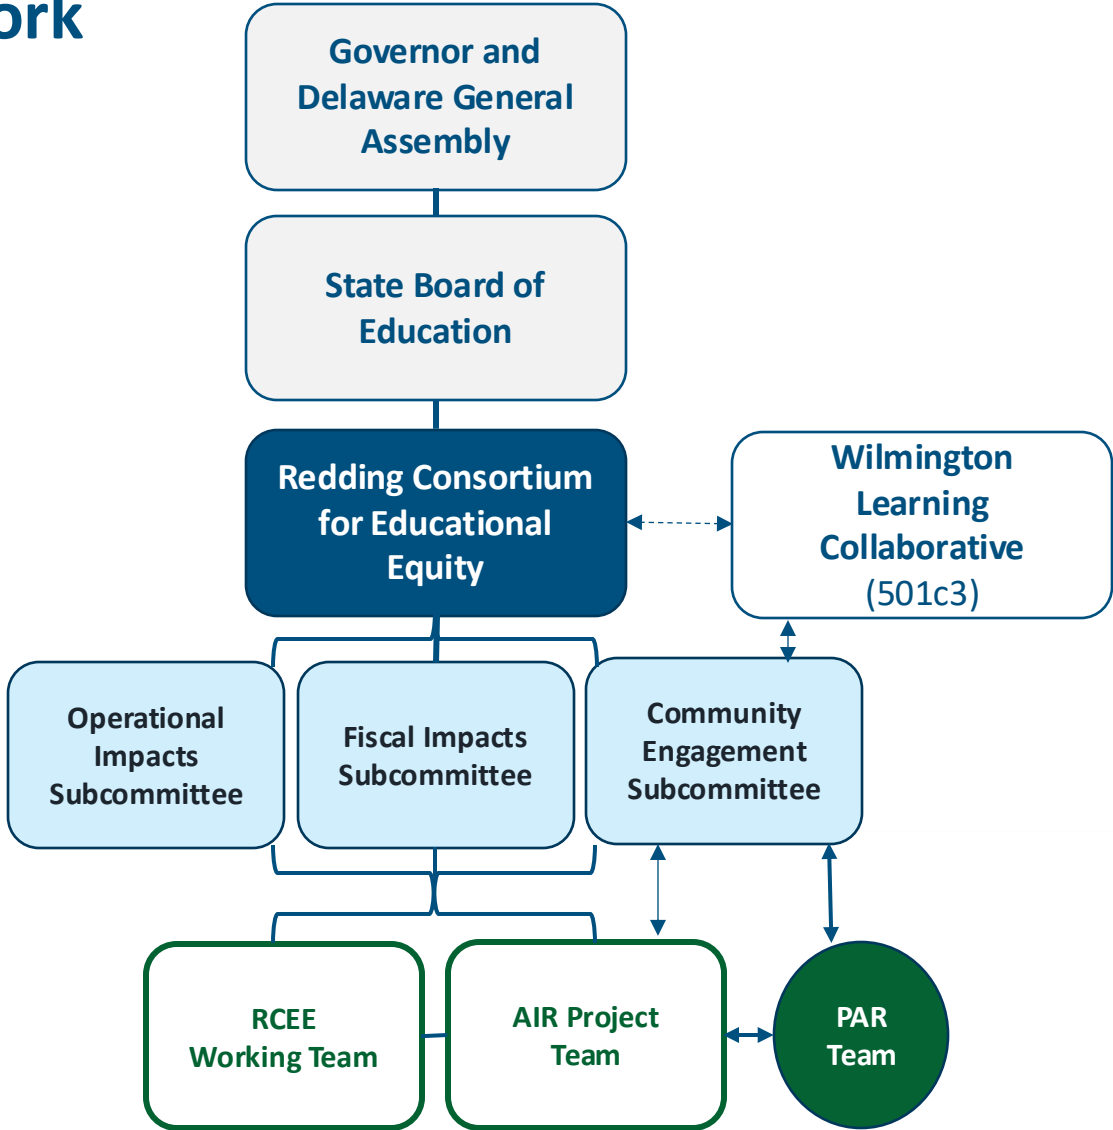 ork
Governor and
Delaware General
Assembly
State Board of
Education
Redding Consortium
for Educational
Equity
Wilmington
Learning
Collaborative
(501c3)
Operational
Impacts
Subcommittee
Fiscal Impacts
Subcommittee
Community
Engagement
Subcommittee
RCEE
Working Team
AIR Project
Team
PAR
Team